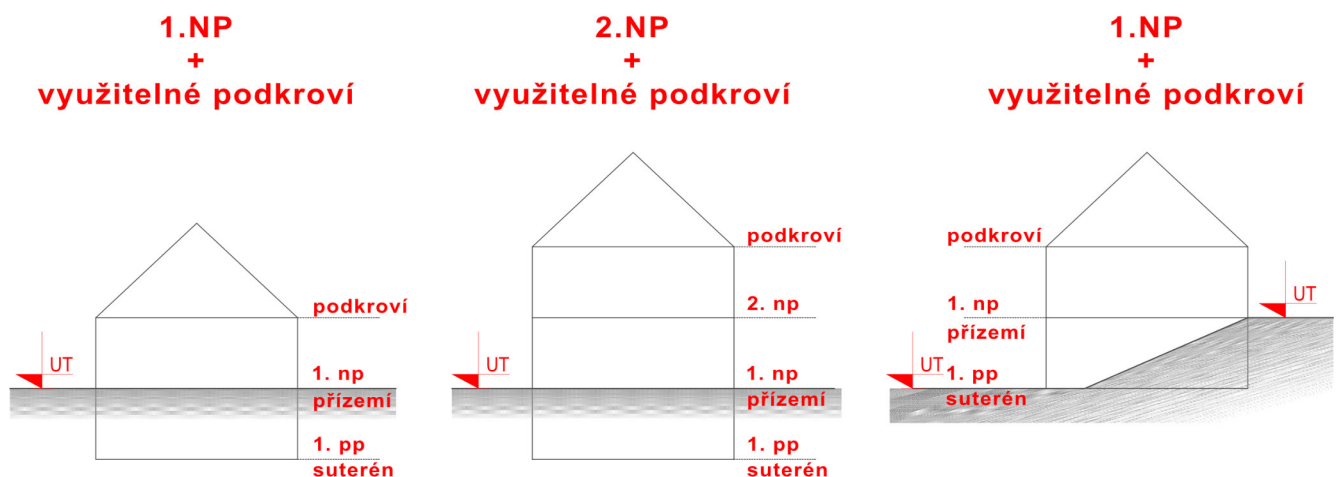 1.NP
+
využitelné podkroví
podkroví
UT
1. np
přízemí
1. pp
suterén
2.NP
+
využitelné podkroví
podkroví
2. np
UT
1. np
přízemí
1. pp
suterén
1.NP
+
využitelné podkroví
podkroví
1. np
přízemí
UT
UT
1. pp
suterén